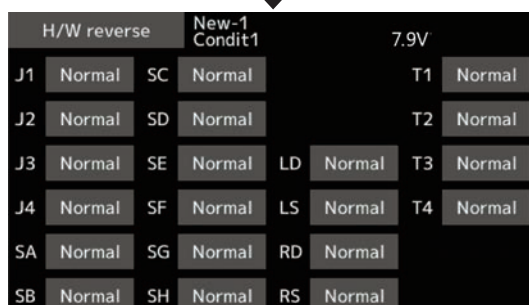 H/W reverse New-1
Condit1 7.9V
J1 Normal SC Normal T1 Normal
J2 Normal SD Normal T2 Normal
J3 Normal SE Normal LD Normal T3 Normal
J4 Normal SF Normal LS Normal T4 Normal
SA Normal SG Normal RD Normal
SB Normal SH Normal RS Normal